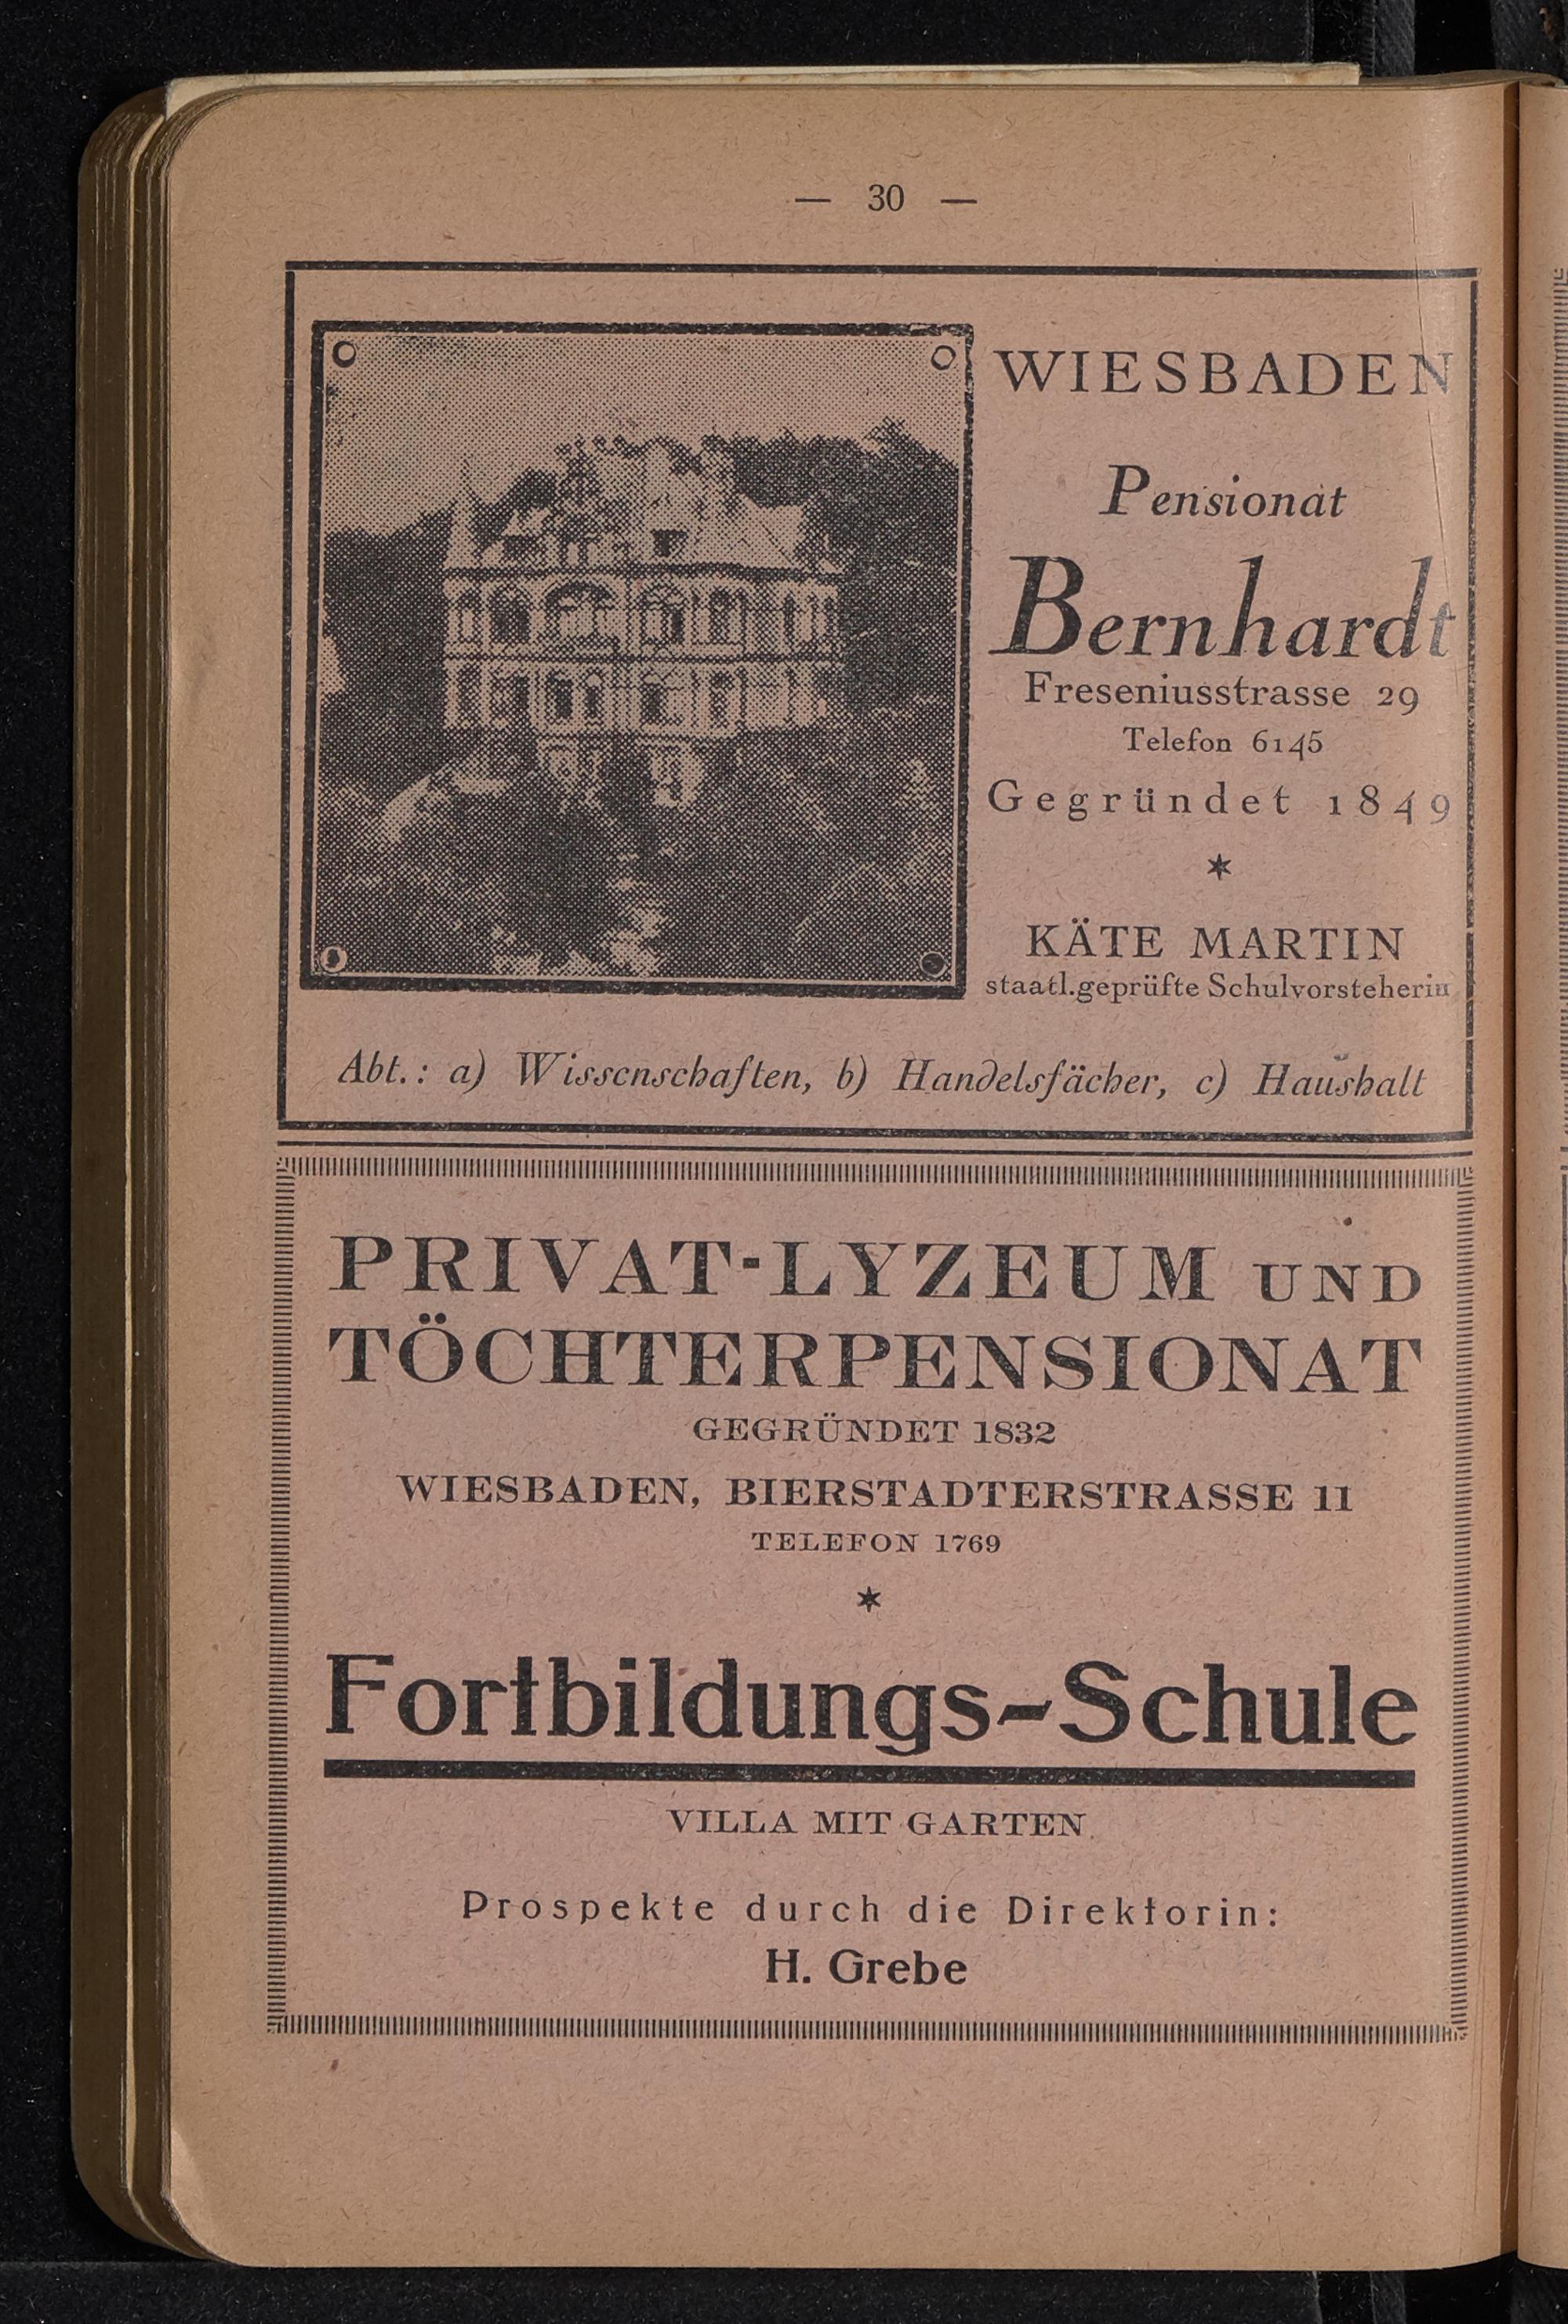 — 30 —
WIESBADEN
Pensionat
Bernhardt
Freseniusstrasse 29
Telefon 6145
Gegründet 1849
*
KÄTE MARTIN
staatl.geprüfte Schulvorsteherin
Abt.: a) Wissenschaften, b) Handelsfächer, c) Haushalt
PRIVAT-LYZEUM UND
TÖCHTERPENSIONAT
GEGRÜNDET 1832
WIESBADEN, BIERSTADTERSTRASSE 11
TELEFON 1769
*
Fortbildungs-Schule
VILLA MIT GARTEN
Prospekte durch die Direktorin:
H. Grebe